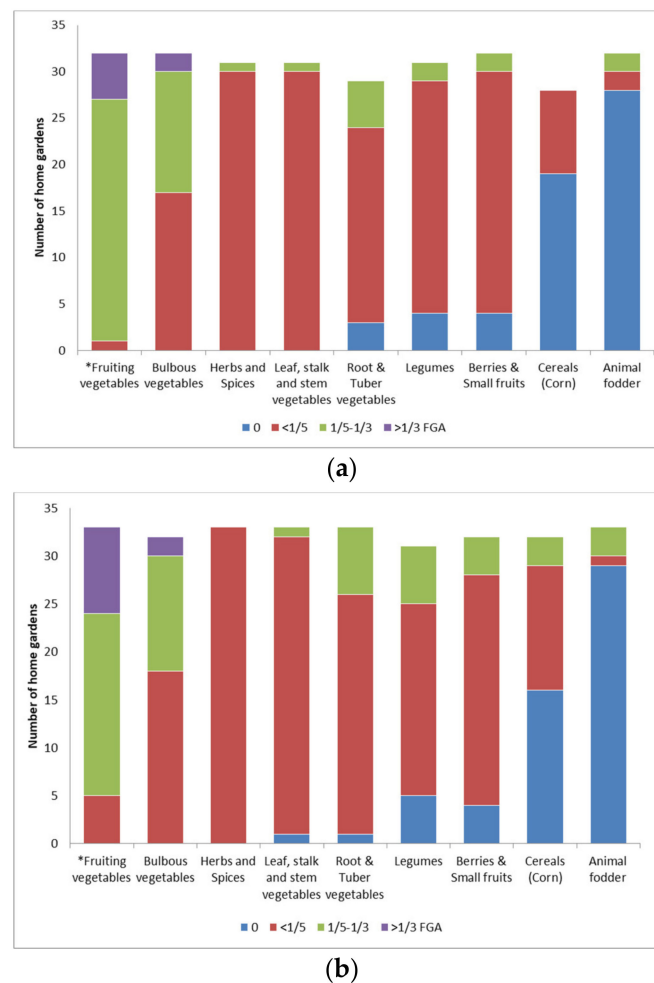 35
30
25
20
15
10
5
0
Number of home gardens
*Fruiting vegetables
Bulbous vegetables
Herbs and Spices
Leaf, stalk and stem vegetables
Root & Tuber vegetables
Legumes
Berries & Small fruits
Cereals (Corn)
Animal fodder
0 <1/5 1/5-1/3 >1/3 FGA
(a)
35
30
25
20
15
10
5
0
Number of home gardens
*Fruiting vegetables
Bulbous vegetables
Herbs and Spices
Leaf, stalk and stem vegetables
Root & Tuber vegetables
Legumes
Berries & Small fruits
Cereals (Corn)
Animal fodder
0 <1/5 1/5-1/3 >1/3 FGA
(b)